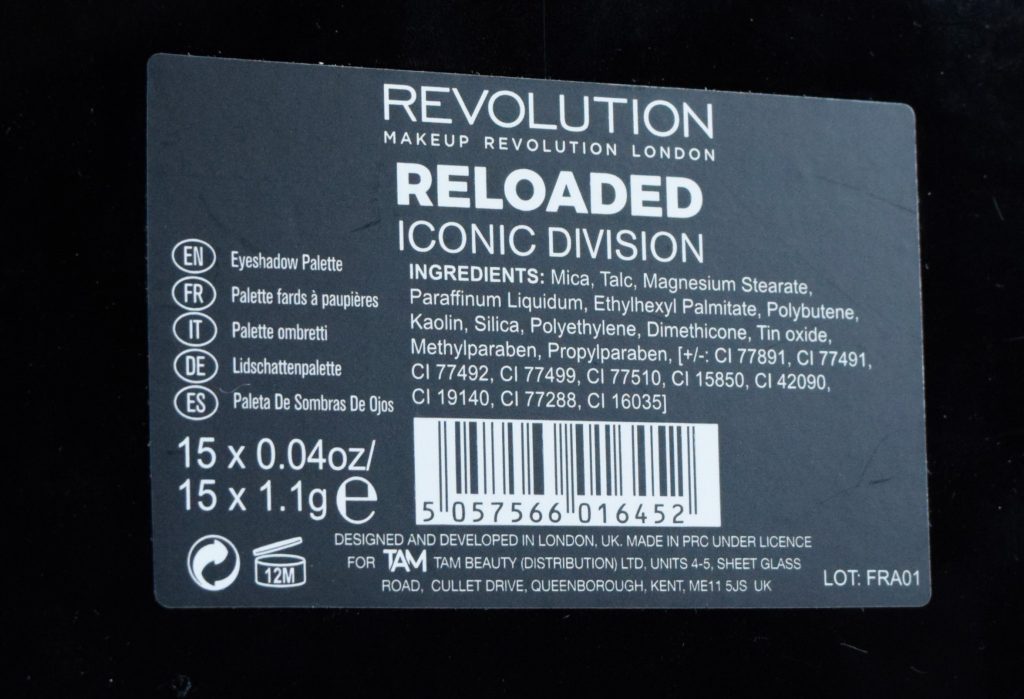 REVOLUTION
MAKEUP REVOLUTION LONDON
RELOADED
ICONIC DIVISION
EN Eyeshadow Palette
FR Palette fards à paupières
IT Palette ombretti
DE Lidschattenpalette
ES Paleta De Sombras De Ojos
INGREDIENTS: Mica, Talc, Magnesium Stearate,
Paraffinum Liquidum, Ethylhexyl Palmitate, Polybutene,
Kaolin, Silica, Polyethylene, Dimethicone, Tin oxide,
Methylparaben, Propylparaben, [+/-: CI 77891, CI 77491,
CI 77492, CI 77499, CI 77510, CI 15850, CI 42090,
CI 19140, CI 77288, CI 16035]
15 x 0.04oz/
15 x 1.1g e
5 057566 016452
12M
DESIGNED AND DEVELOPED IN LONDON, UK. MADE IN PRC UNDER LICENCE
FOR TAM TAM BEAUTY (DISTRIBUTION) LTD, UNITS 4-5, SHEET GLASS
ROAD, CULLET DRIVE, QUEENBOROUGH, KENT, ME11 5JS UK
LOT: FRA01